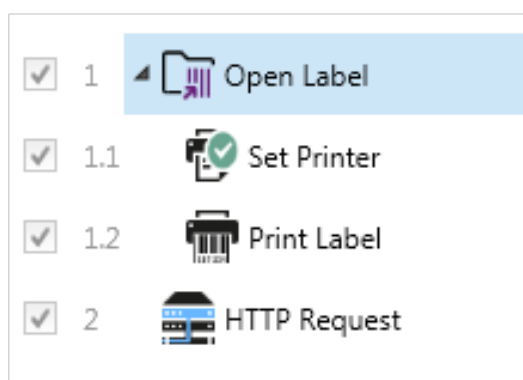 1 Open Label
1.1 Set Printer
1.2 Print Label
2 HTTP Request